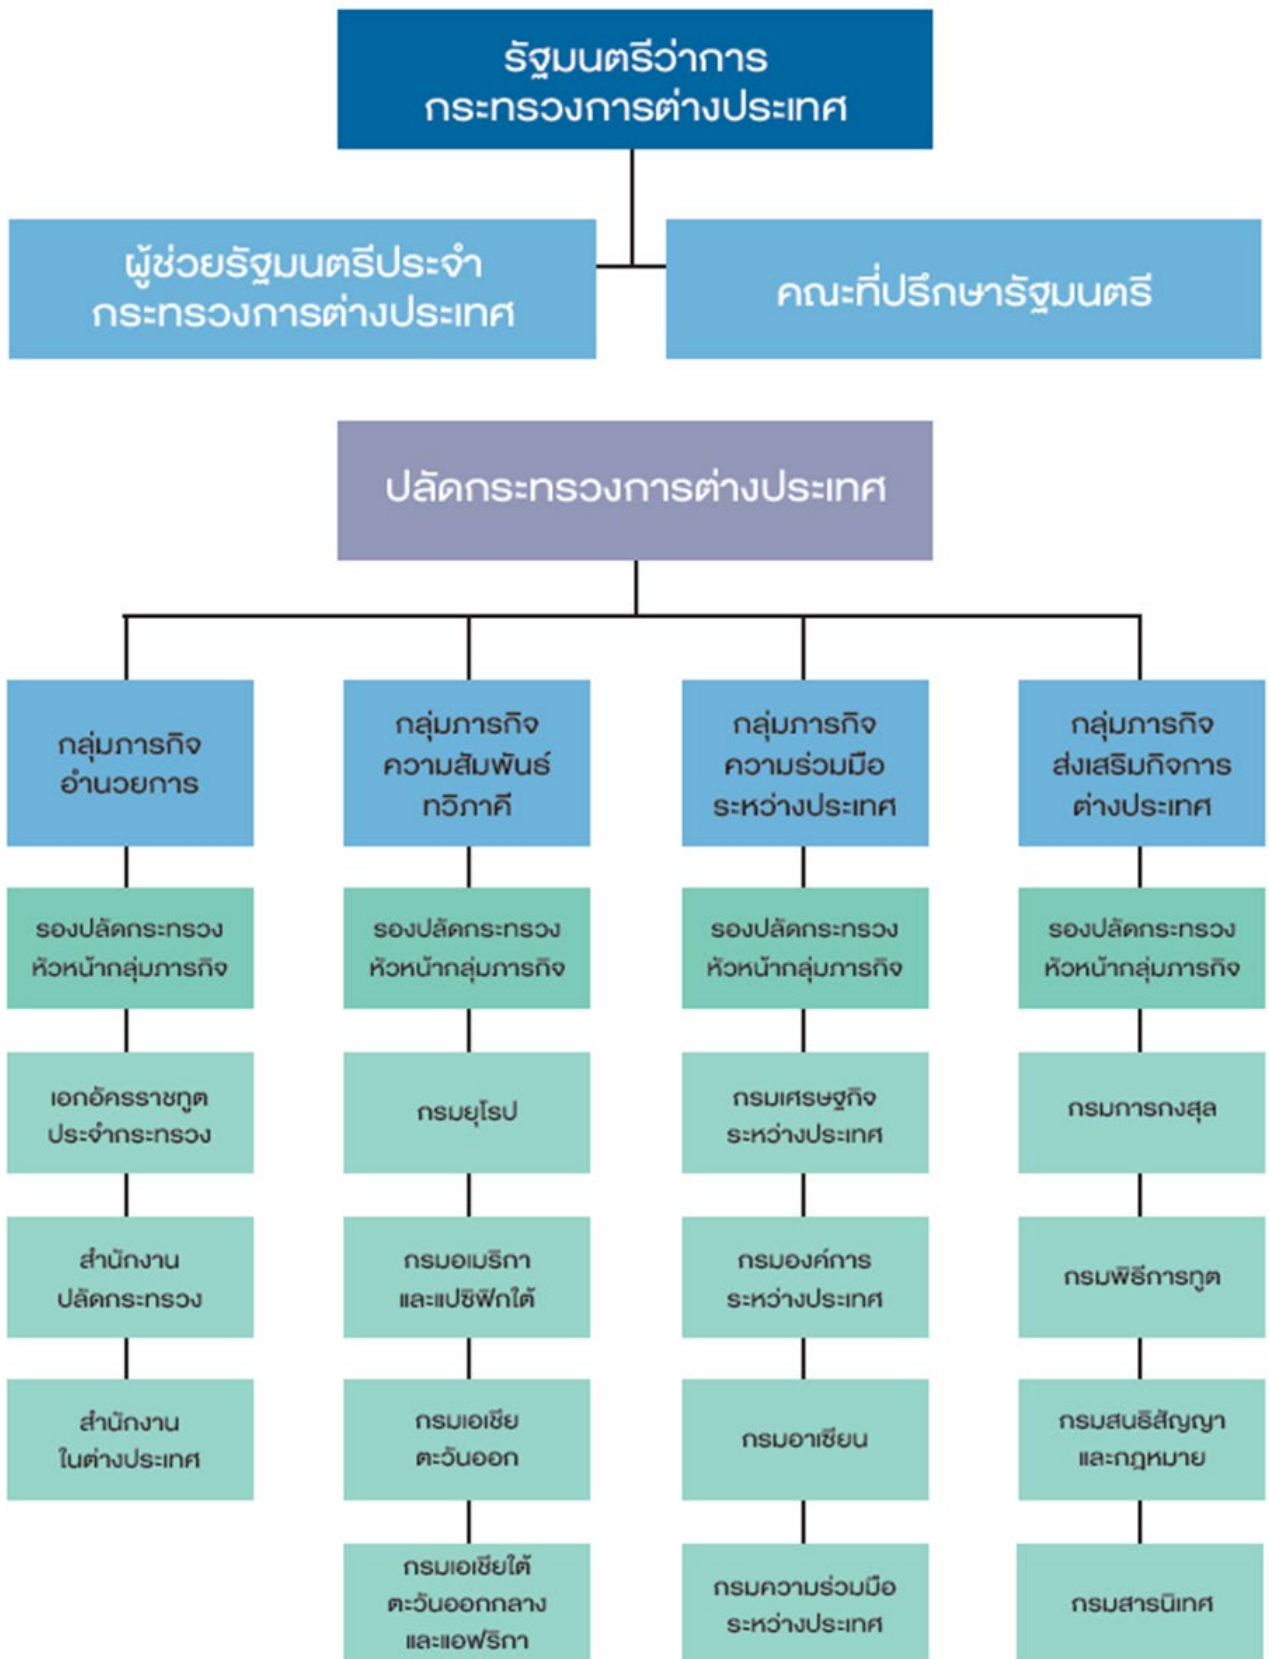 รัฐมนตรีว่าการ
กระทรวงการต่างประเทศ
ผู้ช่วยรัฐมนตรีประจำ
กระทรวงการต่างประเทศ
คณะที่ปรึกษารัฐมนตรี
ปลัดกระทรวงการต่างประเทศ
กลุ่มภารกิจ
อำนวยการ
กลุ่มภารกิจ
ความสัมพันธ์
ทวิภาคี
กลุ่มภารกิจ
ความร่วมมือ
ระหว่างประเทศ
กลุ่มภารกิจ
ส่งเสริมกิจการ
ต่างประเทศ
รองปลัดกระทรวง
หัวหน้ากลุ่มภารกิจ
รองปลัดกระทรวง
หัวหน้ากลุ่มภารกิจ
รองปลัดกระทรวง
หัวหน้ากลุ่มภารกิจ
รองปลัดกระทรวง
หัวหน้ากลุ่มภารกิจ
เอกอัครราชทูต
ประจำกระทรวง
กรมยุโรป
กรมเศรษฐกิจ
ระหว่างประเทศ
กรมการกงสุล
สำนักงาน
ปลัดกระทรวง
กรมอเมริกา
และแปซิฟิกใต้
กรมองค์การ
ระหว่างประเทศ
กรมพิธีการทูต
สำนักงาน
ในต่างประเทศ
กรมเอเชีย
ตะวันออก
กรมอาเซียน
กรมสนธิสัญญา
และกฎหมาย
กรมเอเชียใต้
ตะวันออกกลาง
และแอฟริกา
กรมความร่วมมือ
ระหว่างประเทศ
กรมสารนิเทศ